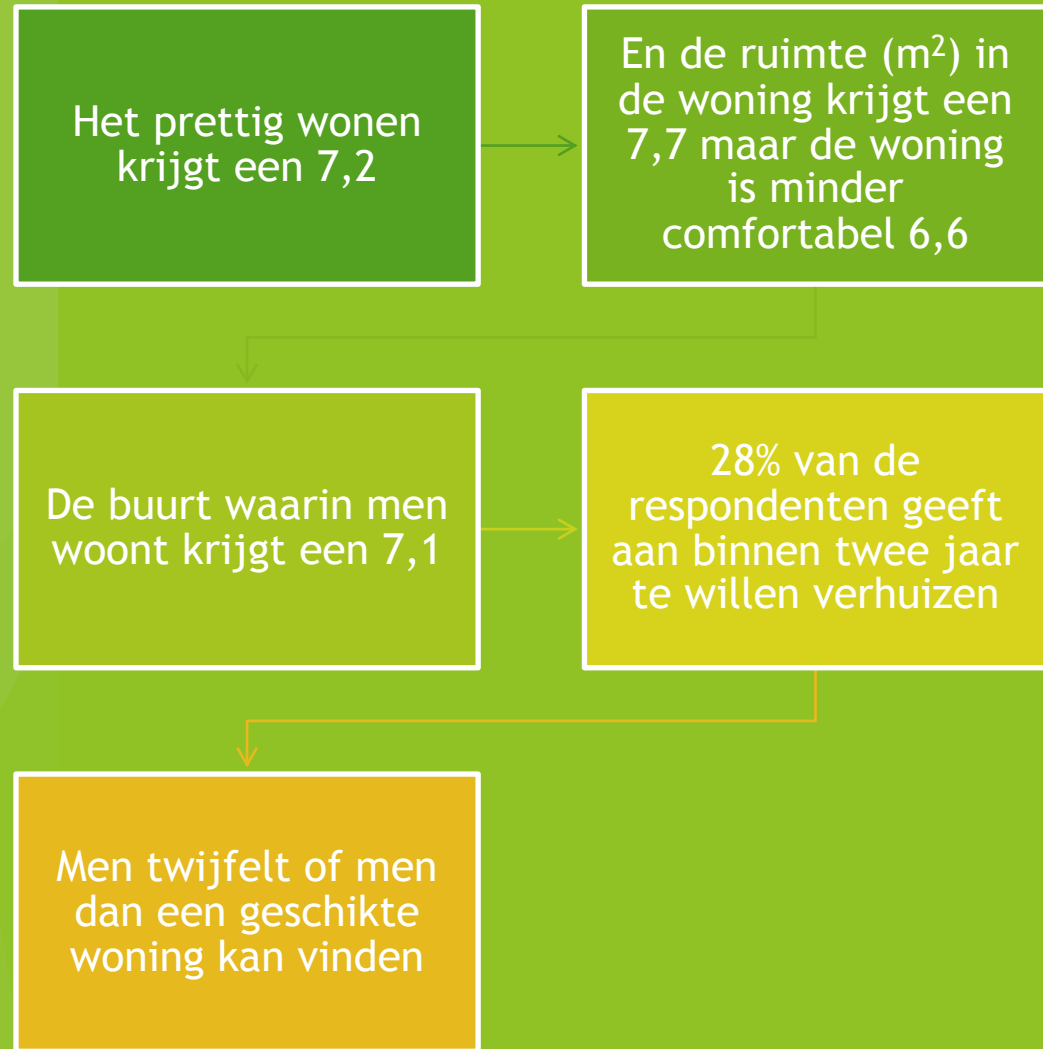 Het prettig wonen
krijgt een 7,2
En de ruimte (m²) in
de woning krijgt een
7,7 maar de woning
is minder
comfortabel 6,6
De buurt waarin men
woont krijgt een 7,1
28% van de
respondenten geeft
aan binnen twee jaar
te willen verhuizen
Men twijfelt of men
dan een geschikte
woning kan vinden